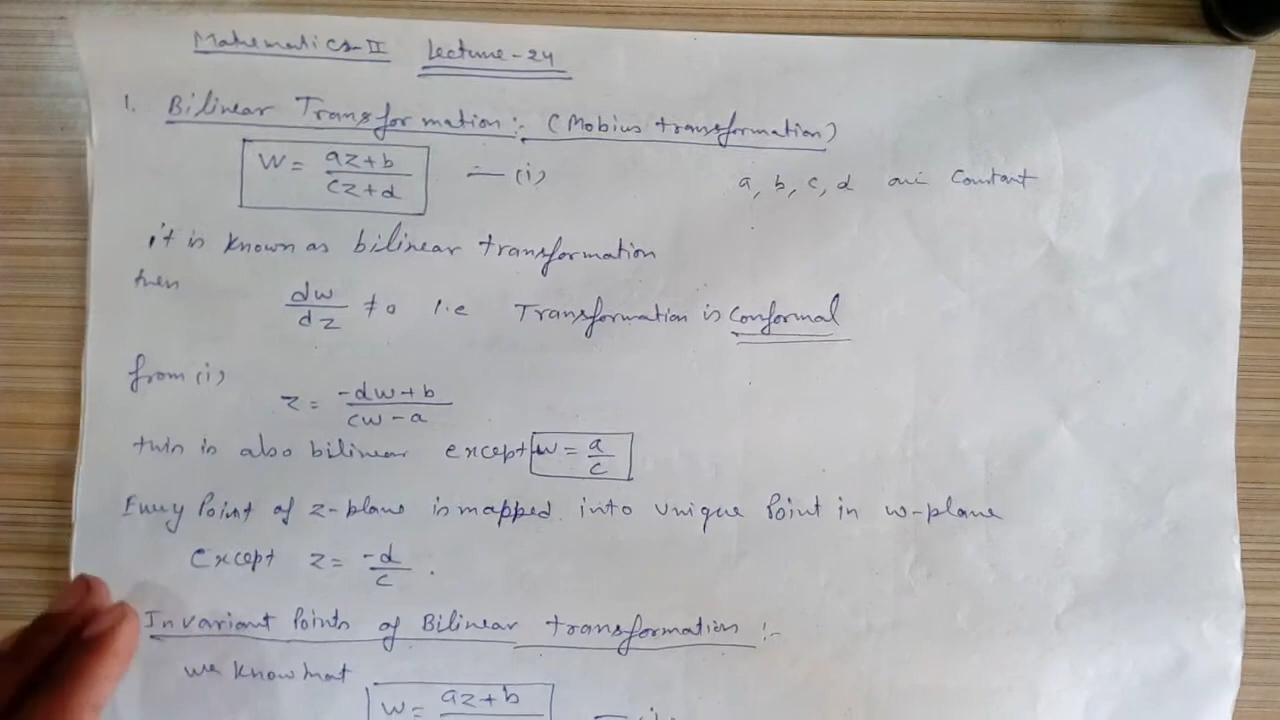 Mathematics-II Lecture-24
1. Bilinear Transformation:- (Mobius transformation)
W = az+b / cz+d —(i) a, b, c, d are Constant
it is known as bilinear transformation
then
dw/dz ≠ 0 i.e Transformation is Conformal
from (i)
z = -dw+b / cw-a
this is also bilinear except w = a/c
Every Point of z-plane is mapped into unique Point in w-plane
Except z = -d/c .
Invariant Points of Bilinear transformation :-
we know that
W = az+b